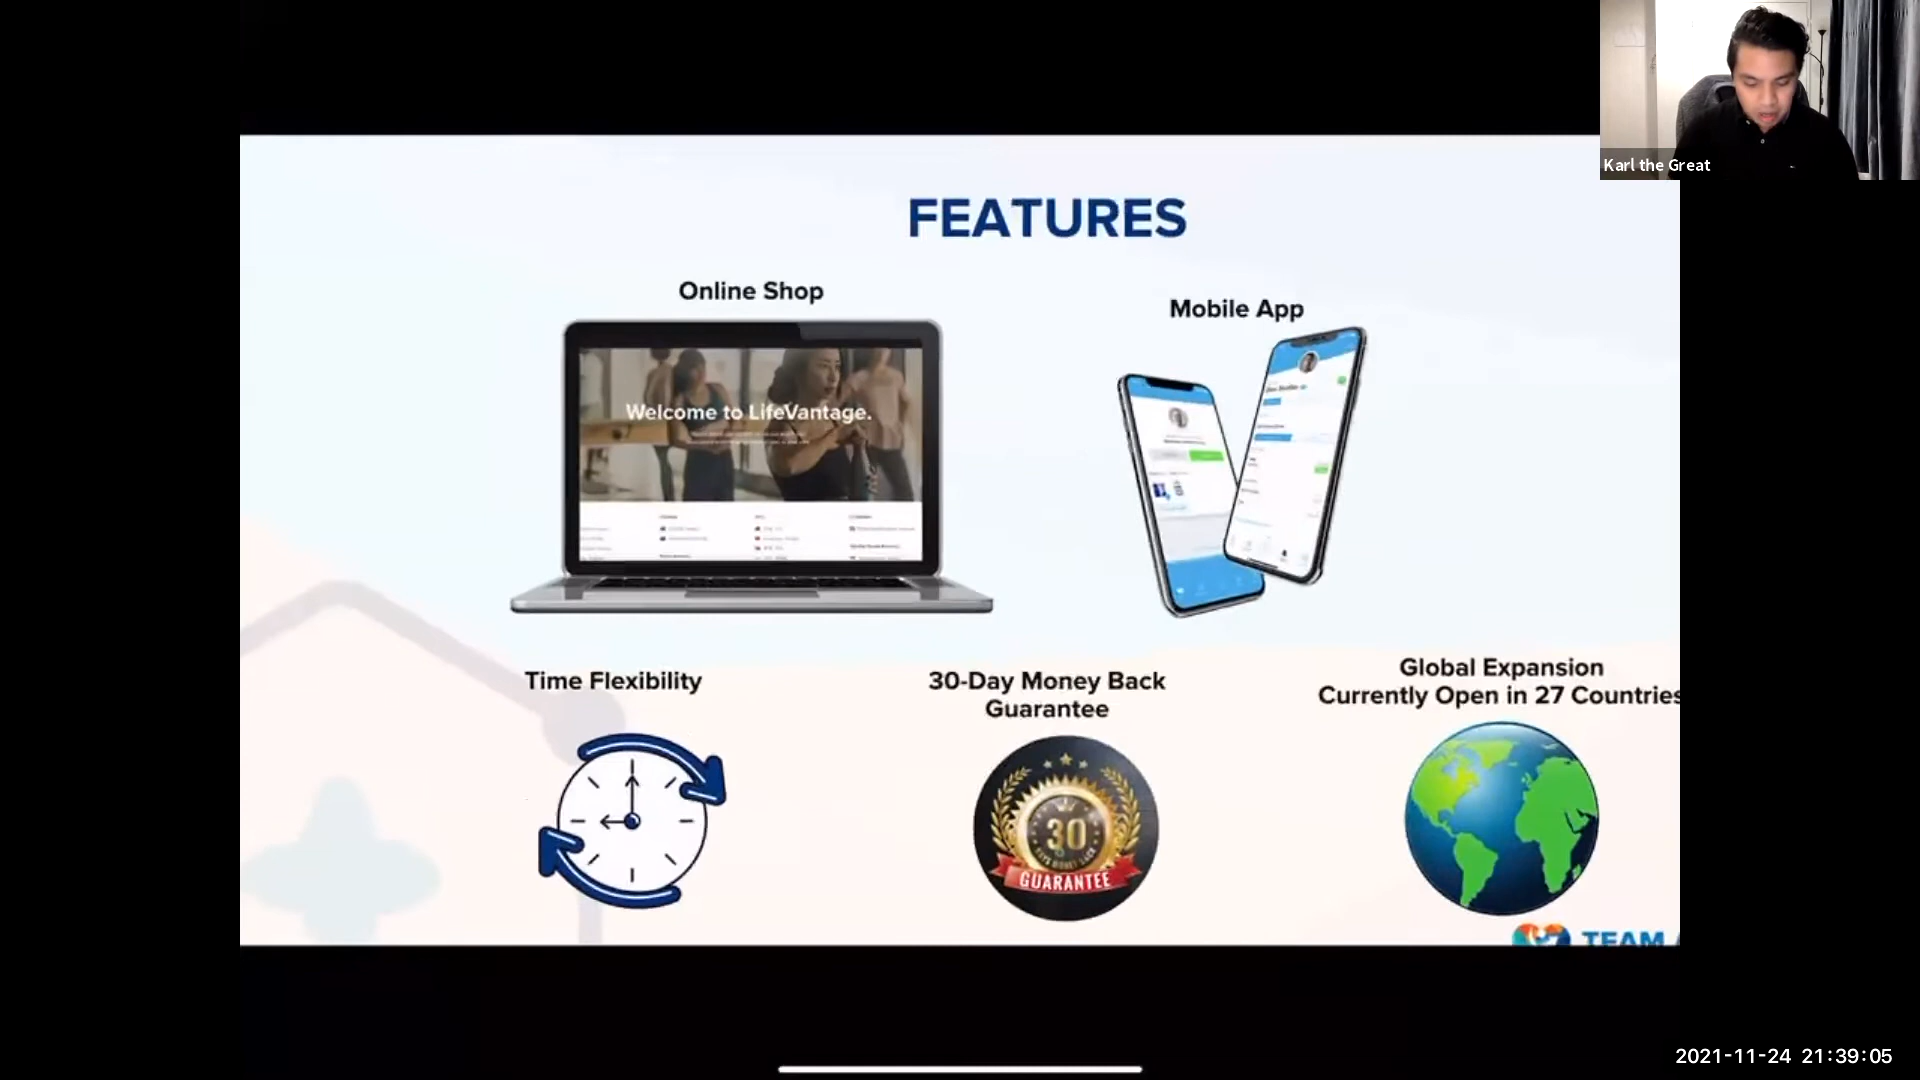 Karl the Great
FEATURES
Online Shop
Mobile App
Welcome to LifeVantage.
Time Flexibility
30-Day Money Back
Guarantee
Global Expansion
Currently Open in 27 Countries
30
GUARANTEE
TEAM
2021-11-24 21:39:05